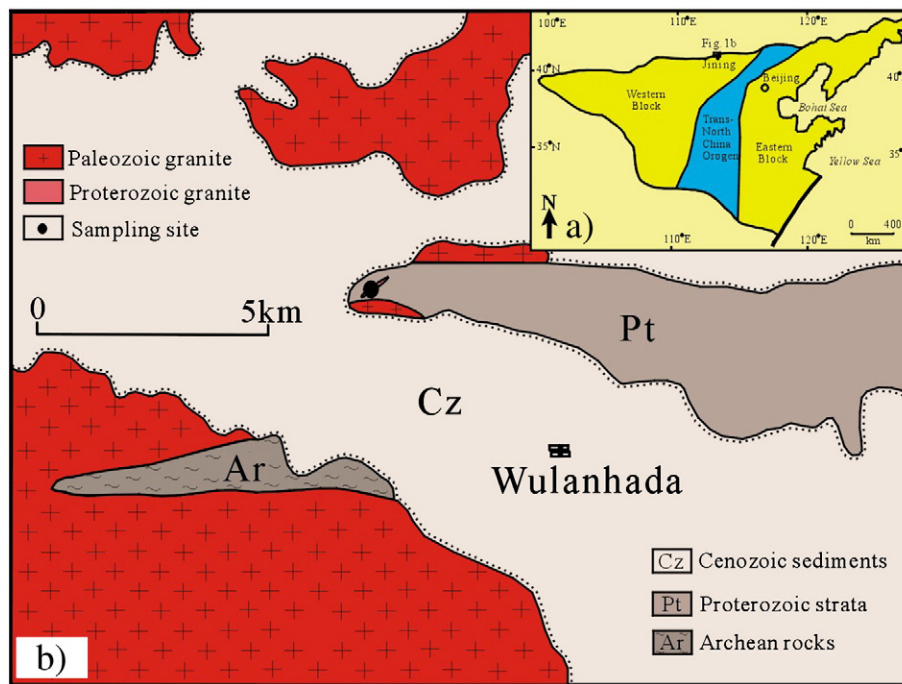 100°E
110°E
120°E
Fig.1b
Jining
40°N
40°
Beijing
Western
Block
Bohai Sea
Trans-
North
China
Orogen
35°N
Eastern
Block
35°
Yellow Sea
N
a)
110°E
120°E
0 400
km
Paleozoic granite
Proterozoic granite
Sampling site
0 5km
Pt
Cz
Ar
Wulanhada
Cz Cenozoic sediments
Pt Proterozoic strata
Ar Archean rocks
b)